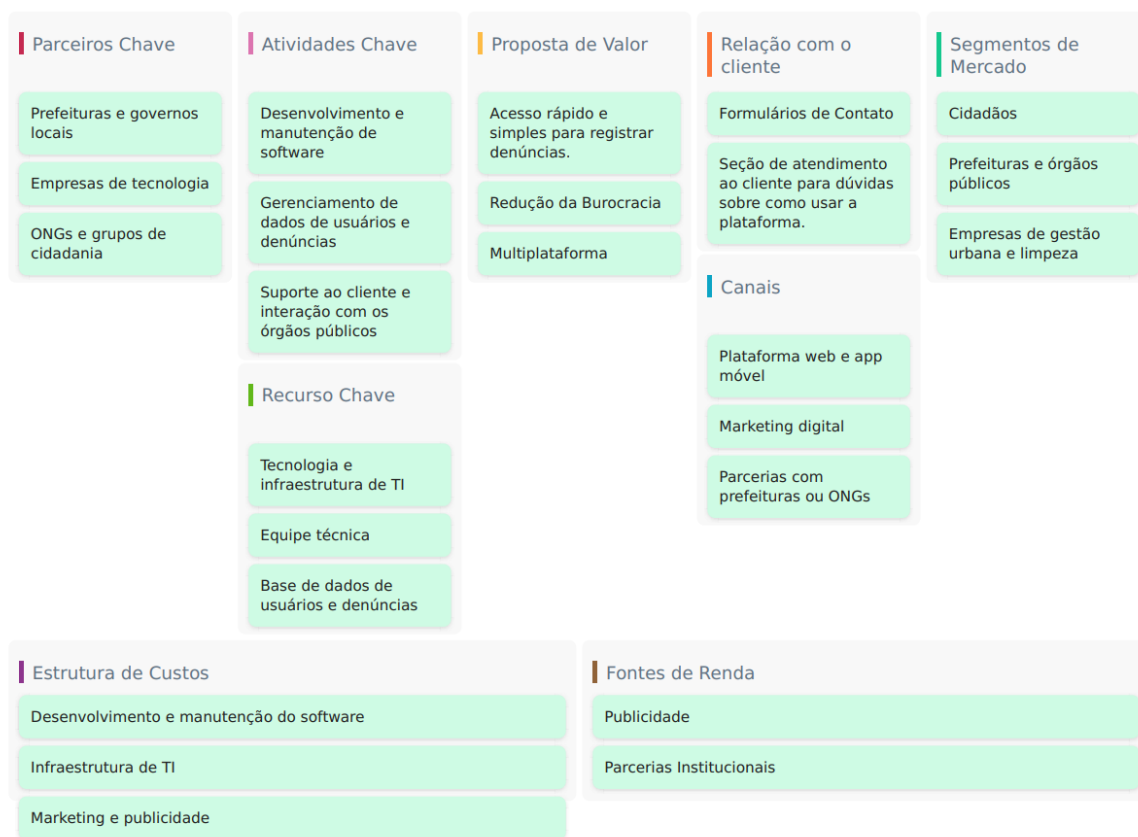 Parceiros Chave
Prefeituras e governos
locais
Empresas de tecnologia
ONGs e grupos de
cidadania
Atividades Chave
Desenvolvimento e
manutenção de
software
Gerenciamento de
dados de usuários e
denúncias
Suporte ao cliente e
interação com os
órgãos públicos
Recurso Chave
Tecnologia e
infraestrutura de TI
Equipe técnica
Base de dados de
usuários e denúncias
Proposta de Valor
Acesso rápido e
simples para registrar
denúncias.
Redução da Burocracia
Multiplataforma
Relação com o
cliente
Formulários de Contato
Seção de atendimento
ao cliente para dúvidas
sobre como usar a
plataforma.
Canais
Plataforma web e app
móvel
Marketing digital
Parcerias com
prefeituras ou ONGs
Segmentos de
Mercado
Cidadãos
Prefeituras e órgãos
públicos
Empresas de gestão
urbana e limpeza
Estrutura de Custos
Desenvolvimento e manutenção do software
Infraestrutura de TI
Marketing e publicidade
Fontes de Renda
Publicidade
Parcerias Institucionais